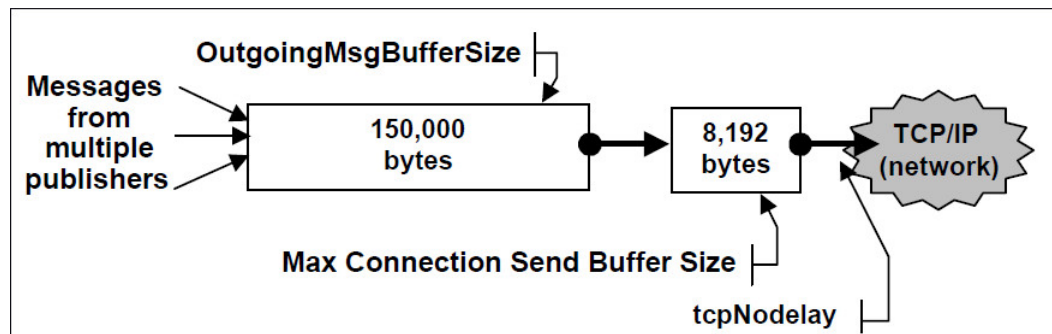 OutgoingMsgBufferSize
Messages
from
multiple
publishers
150,000
bytes
8,192
bytes
TCP/IP
(network)
Max Connection Send Buffer Size
tcpNodelay